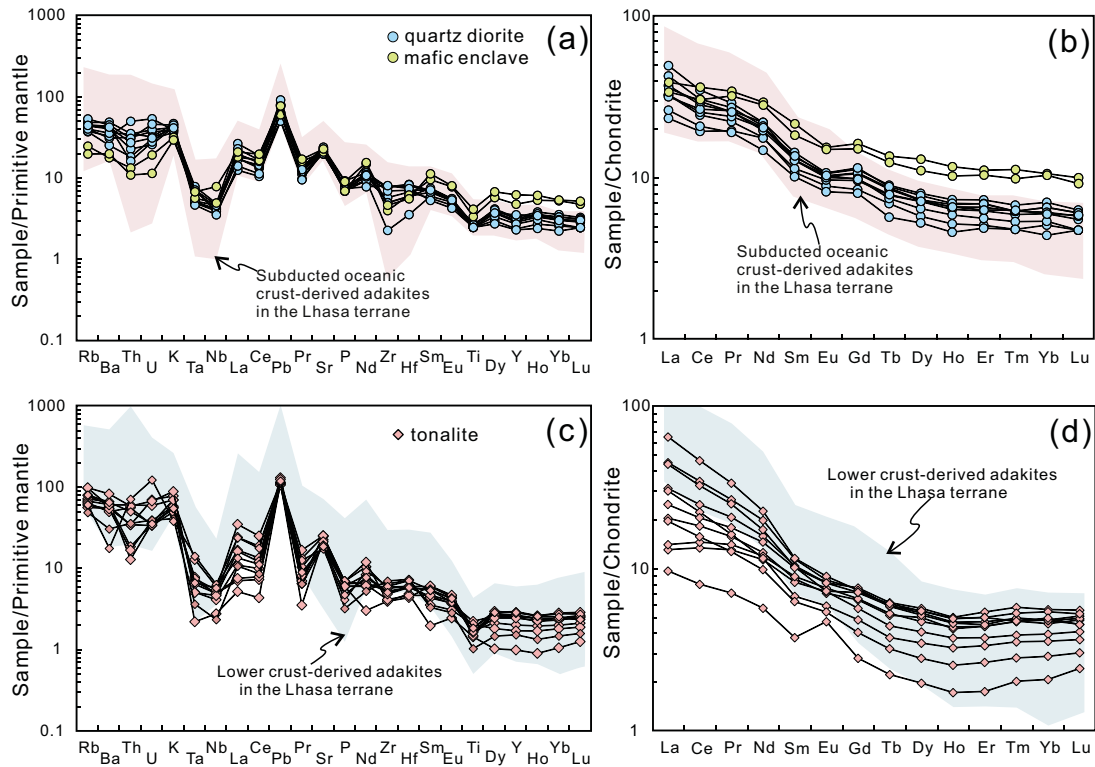 Sample/Primitive mantle
1000
100
10
1
0.1
quartz diorite
mafic enclave
(a)
Subducted oceanic
crust-derived adakites
in the Lhasa terrane
Rb Ba Th U K Ta Nb La Ce Pb Pr Sr P Nd Zr Hf Sm Eu Ti Dy Y Ho Yb Lu
Sample/Chondrite
100
10
1
(b)
Subducted oceanic
crust-derived adakites
in the Lhasa terrane
La Ce Pr Nd Sm Eu Gd Tb Dy Ho Er Tm Yb Lu
Sample/Primitive mantle
1000
100
10
1
0.1
tonalite
(c)
Lower crust-derived adakites
in the Lhasa terrane
Rb Ba Th U K Ta Nb La Ce Pb Pr Sr P Nd Zr Hf Sm Eu Ti Dy Y Ho Yb Lu
Sample/Chondrite
100
10
1
(d)
Lower crust-derived adakites
in the Lhasa terrane
La Ce Pr Nd Sm Eu Gd Tb Dy Ho Er Tm Yb Lu